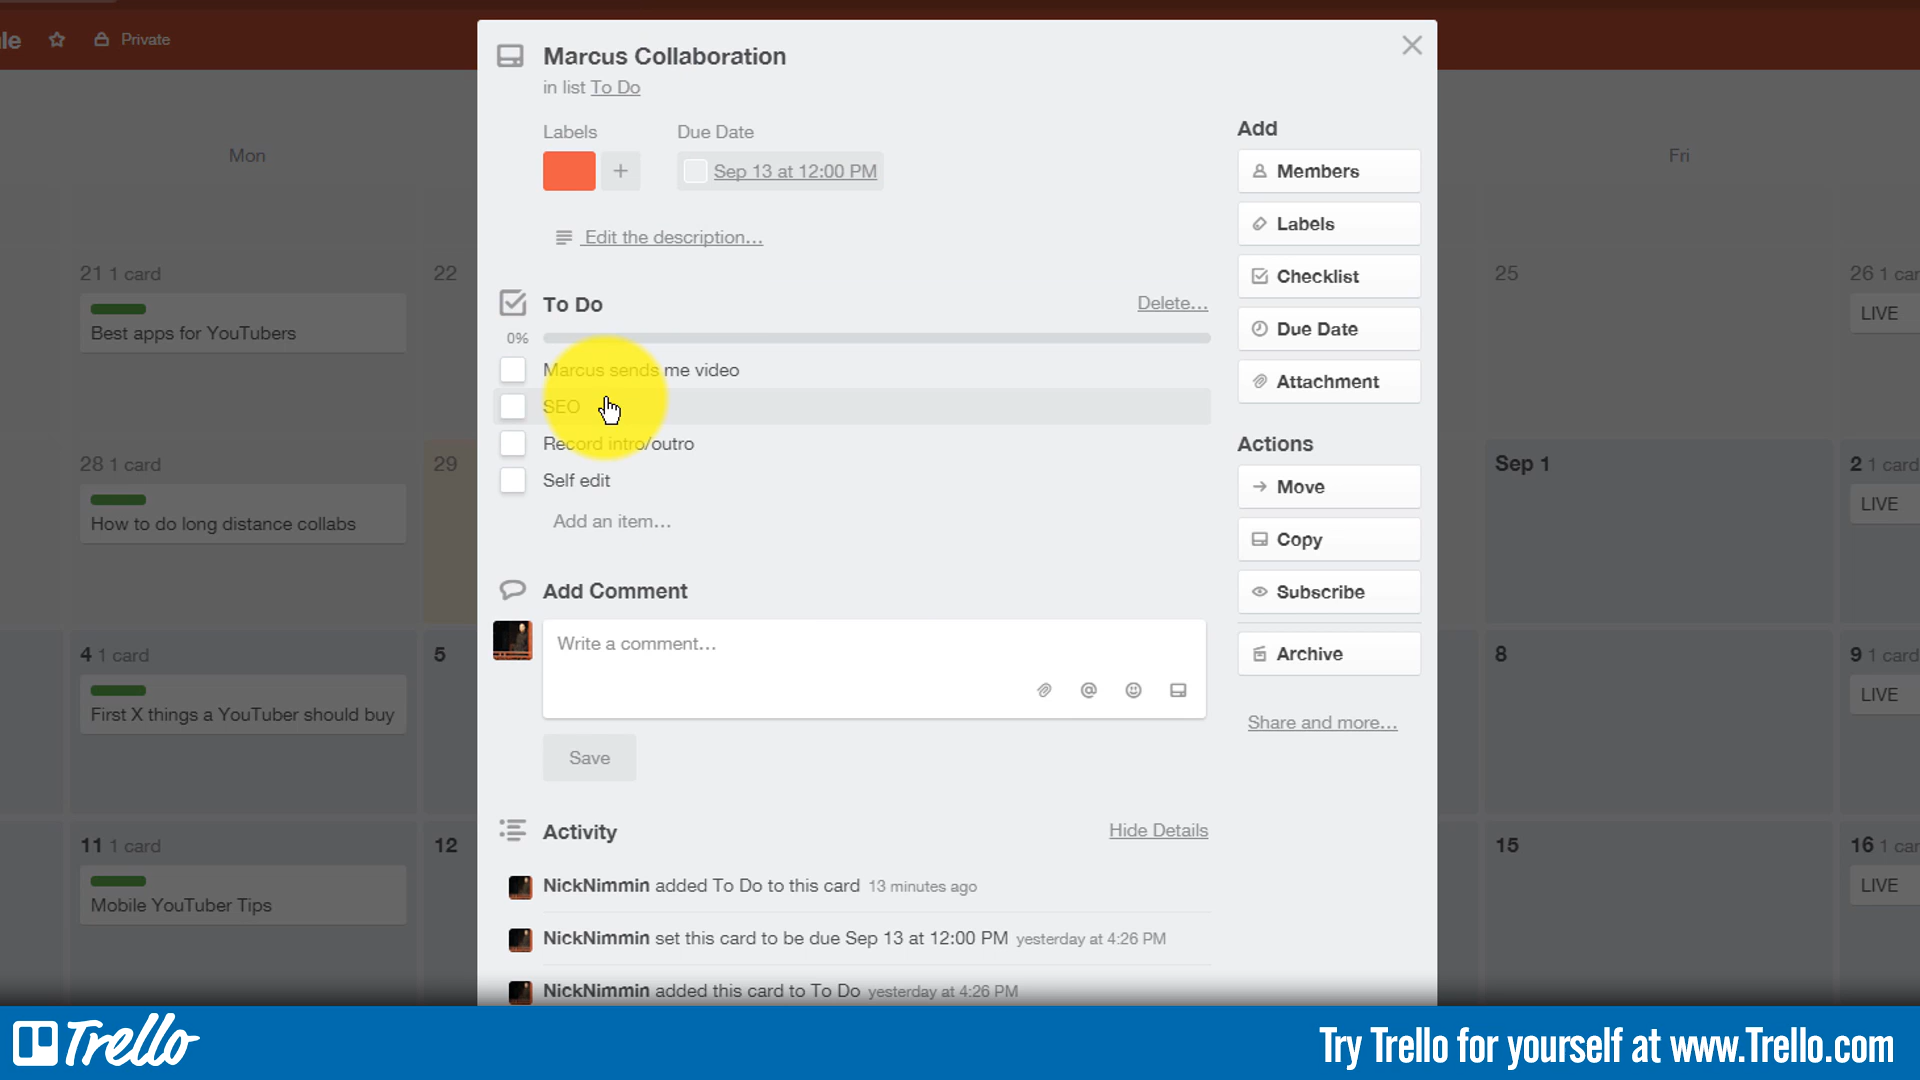 le
Private
Marcus Collaboration
in list To Do
Labels
Due Date
+
Sep 13 at 12:00 PM
Edit the description…
To Do
Delete…
0%
Marcus sends me video
SEO
Record intro/outro
Self edit
Add an item…
Add Comment
Write a comment…
@
Save
Activity
Hide Details
NickNimmin added To Do to this card 13 minutes ago
NickNimmin set this card to be due Sep 13 at 12:00 PM yesterday at 4:26 PM
NickNimmin added this card to To Do yesterday at 4:26 PM
Add
Members
Labels
Checklist
Due Date
Attachment
Actions
Move
Copy
Subscribe
Archive
Share and more…
Mon
Fri
21 1 card
Best apps for YouTubers
22
25
26 1 car
LIVE
28 1 card
How to do long distance collabs
29
Sep 1
2 1 card
LIVE
4 1 card
First X things a YouTuber should buy
5
8
9 1 card
LIVE
11 1 card
Mobile YouTuber Tips
12
15
16 1 car
LIVE
Trello
Try Trello for yourself at www.Trello.com